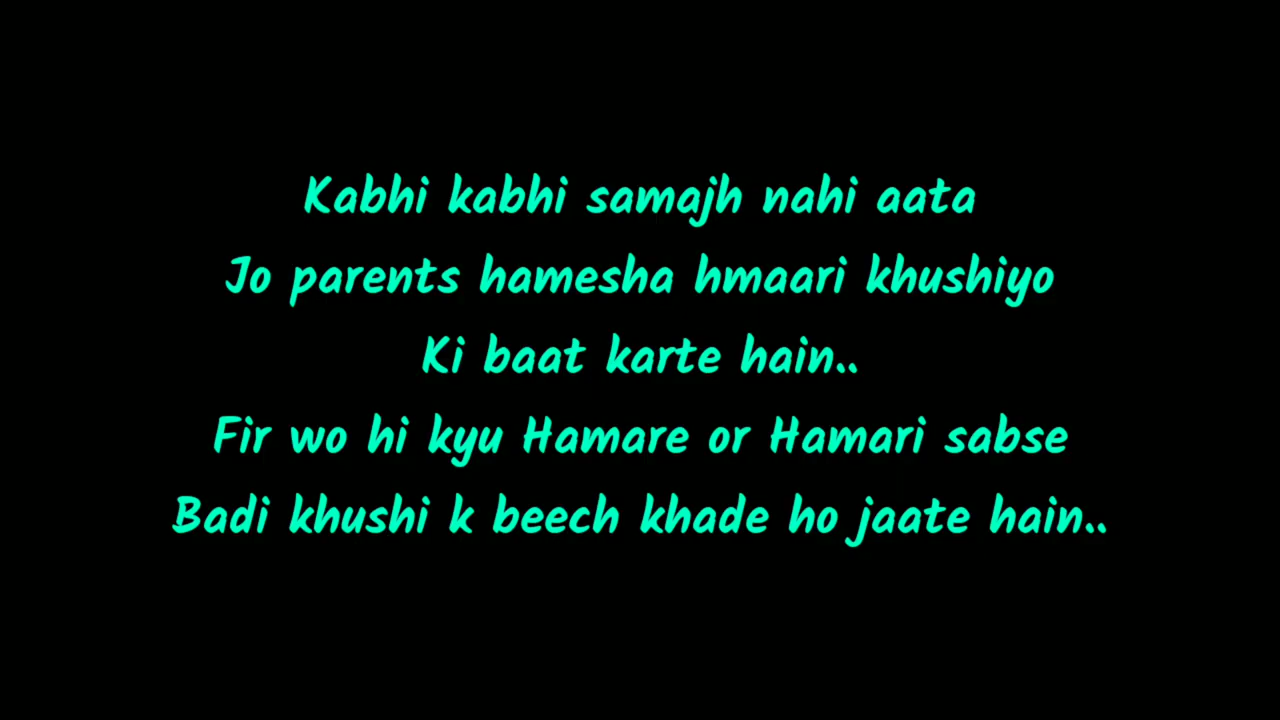 Kabhi kabhi samajh nahi aata
Jo parents hamesha hmaari khushiyo
Ki baat karte hain..
Fir wo hi kyu Hamare or Hamari sabse
Badi khushi k beech khade ho jaate hain..